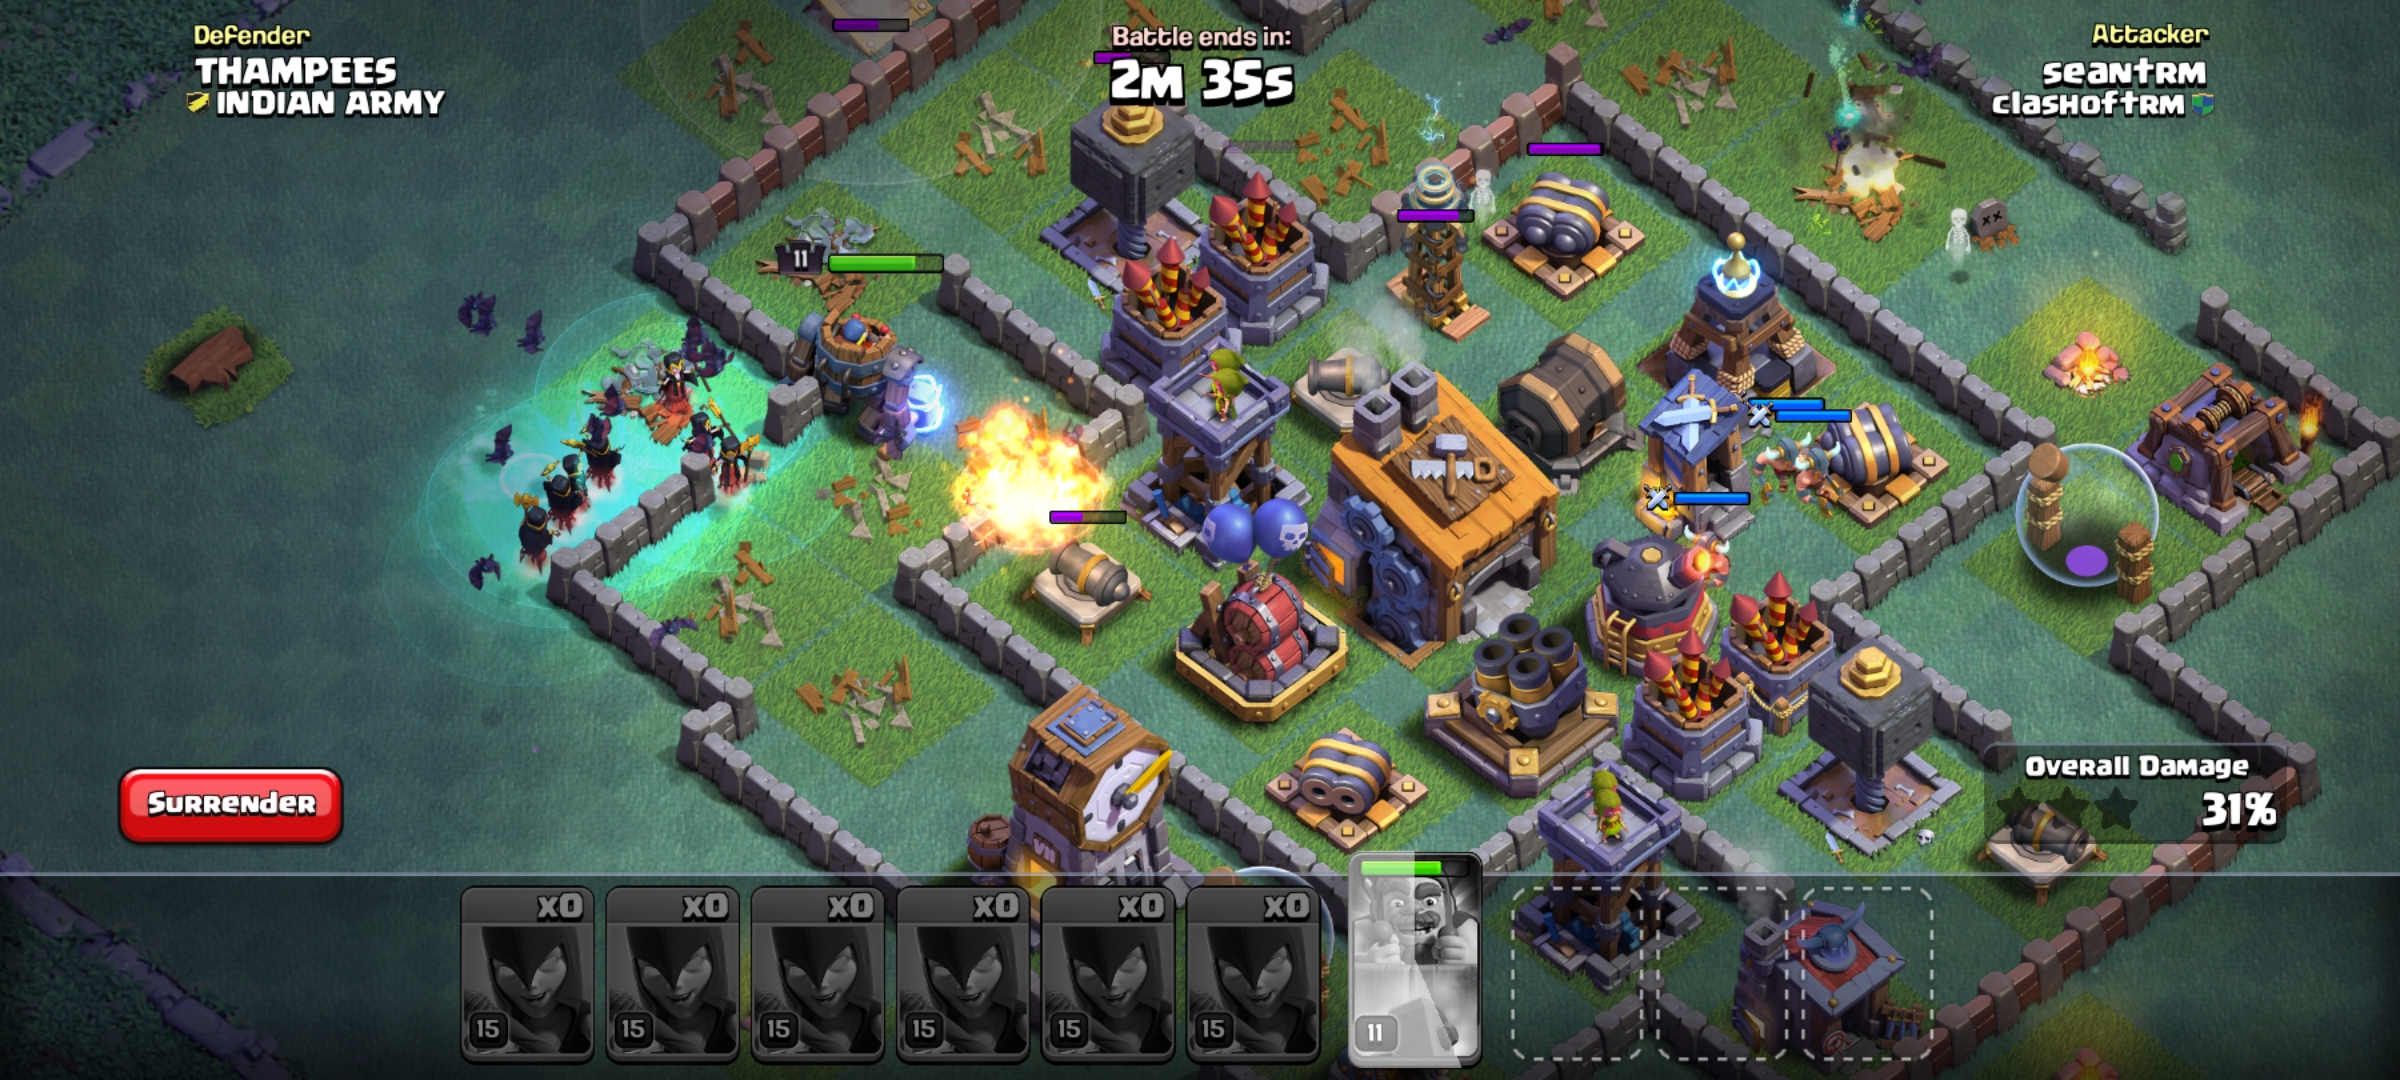 Defender
THAMPEES
INDIAN ARMY
Battle ends in:
2M 35s
Attacker
seantRM
clashoftRM
11
Surrender
VII
Overall Damage
31%
x0
x0
x0
x0
x0
x0
15
15
15
15
15
15
11